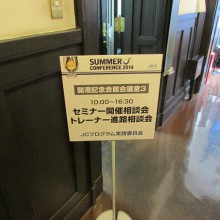 SUMMER
CONFERENCE 2014
開港記念会館会議室3
10:00~16:30
セミナー開催相談会
トレーナー進路相談会
JCプログラム実践委員会